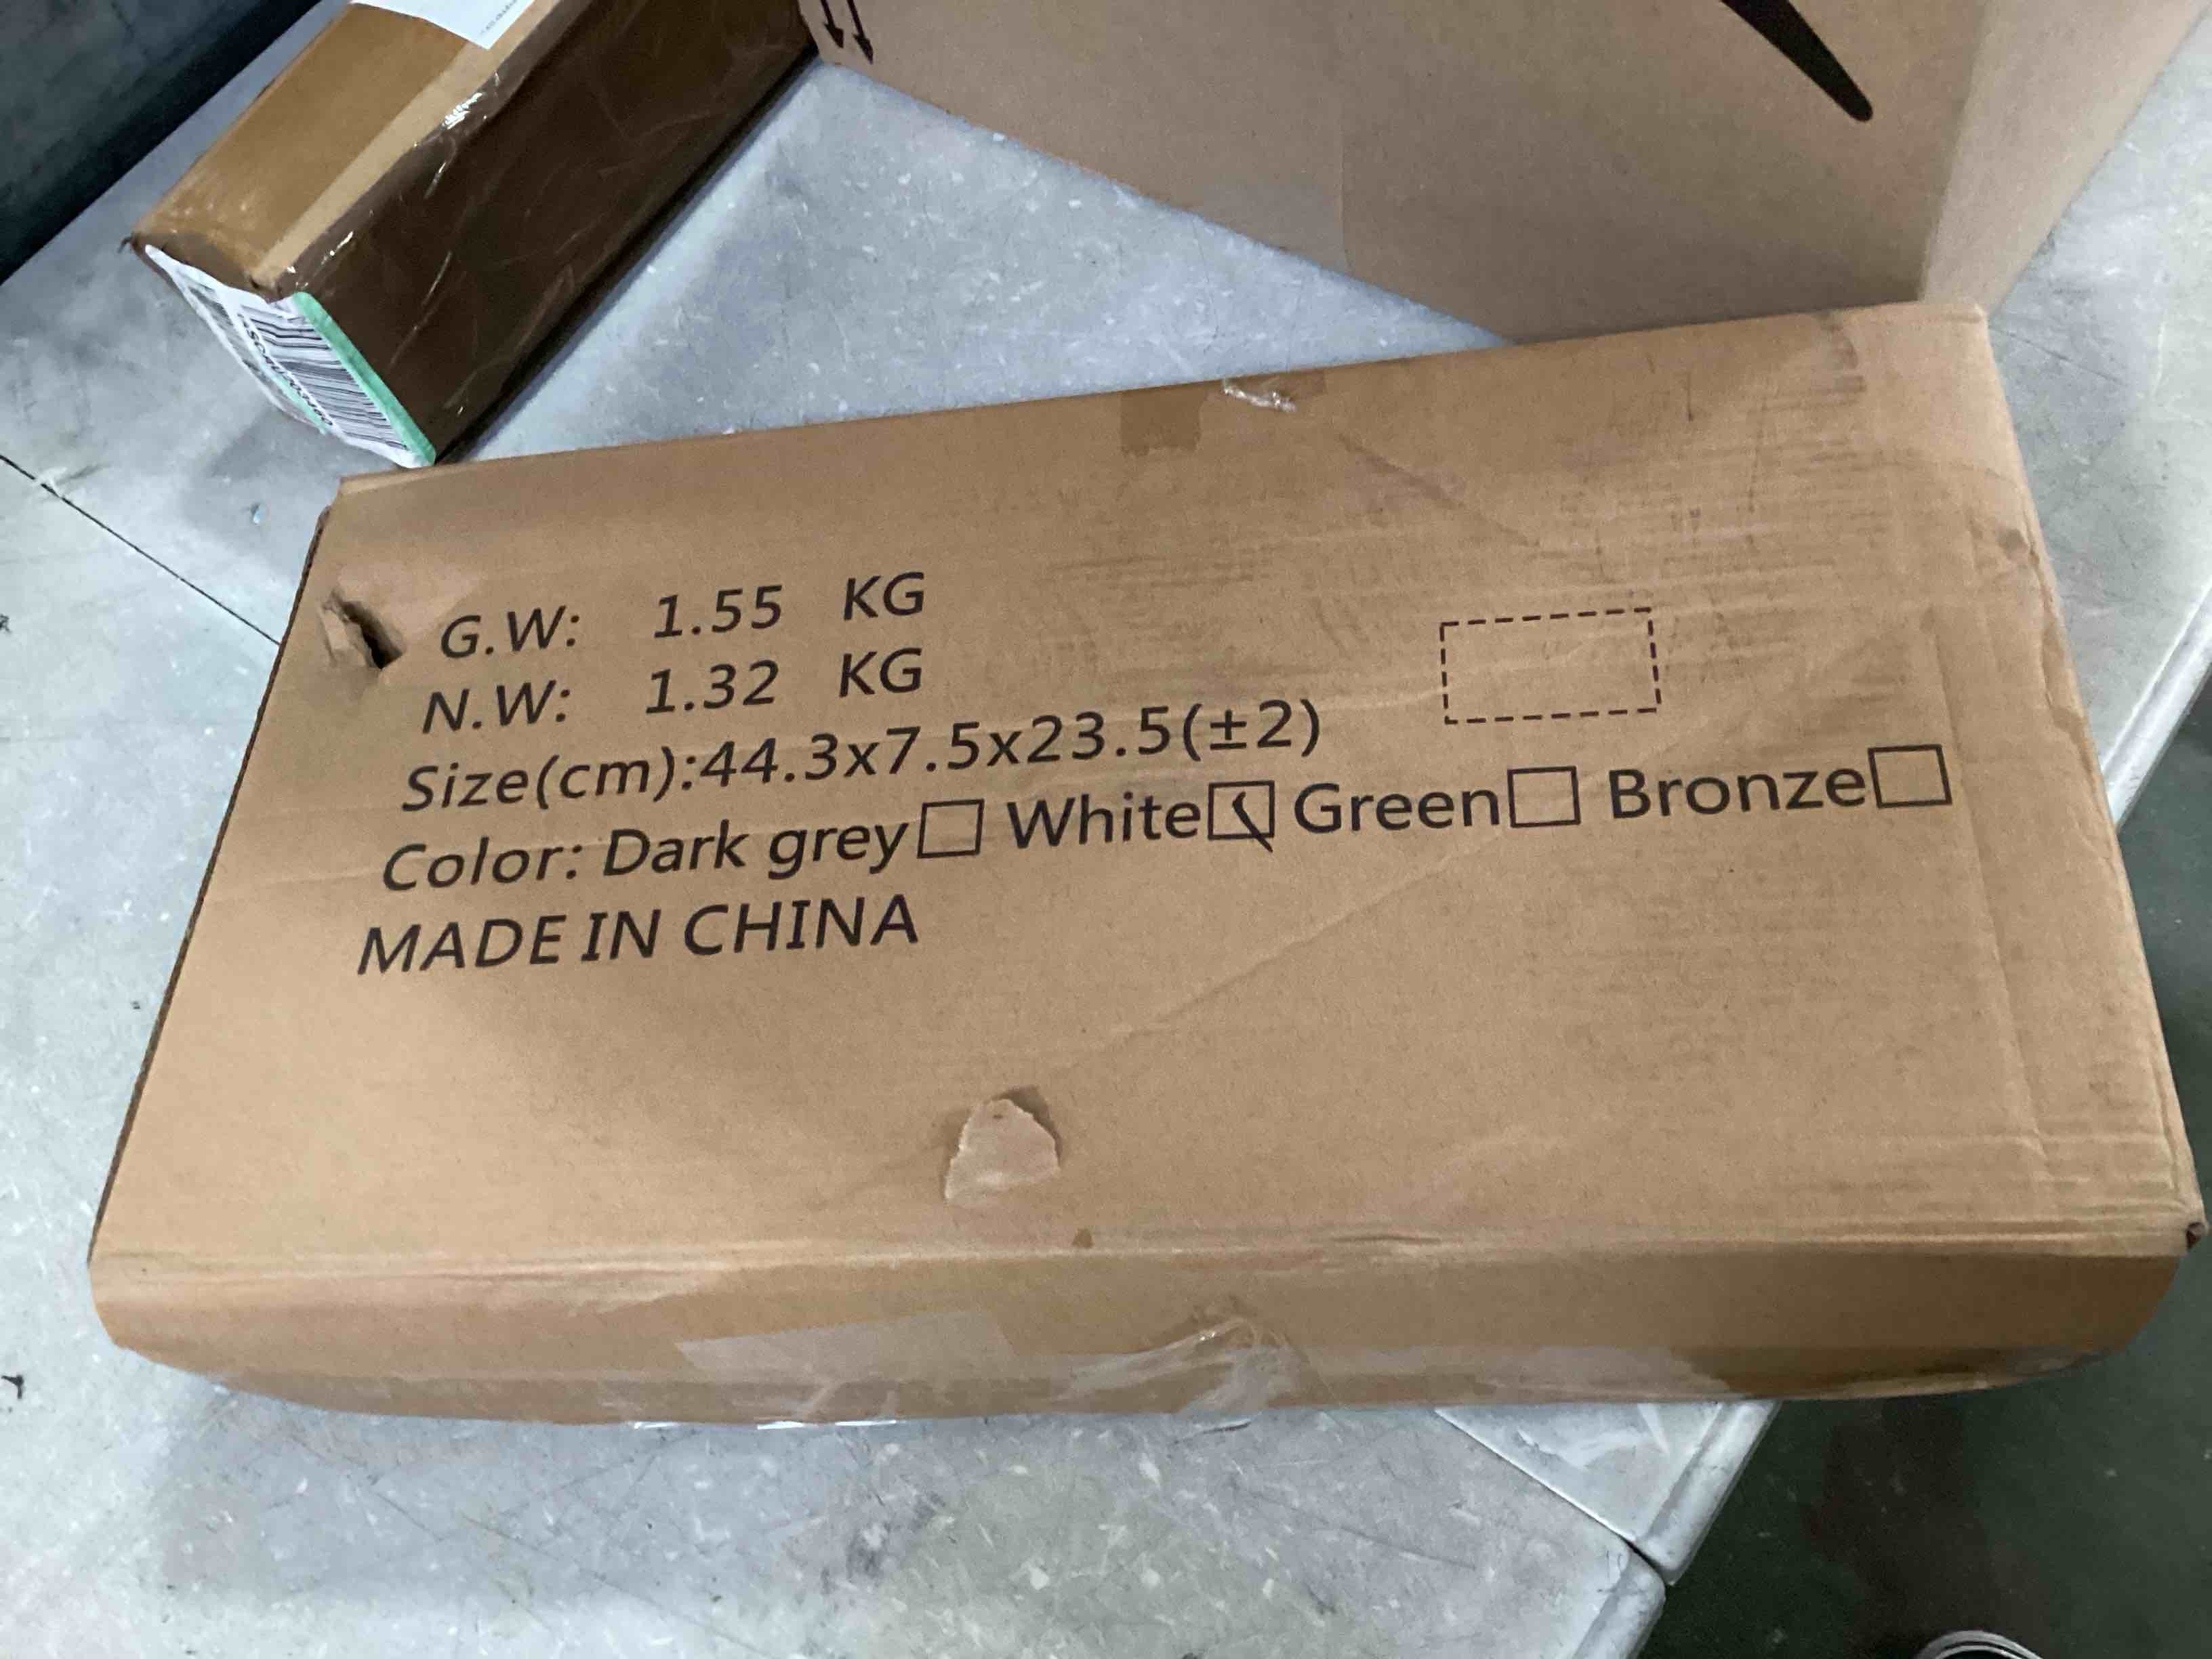 G.W: 1.55 KG
N.W: 1.32 KG
Size(cm):44.3x7.5x23.5(±2)
Color: Dark grey☐ White☑ Green☐ Bronze☐
MADE IN CHINA